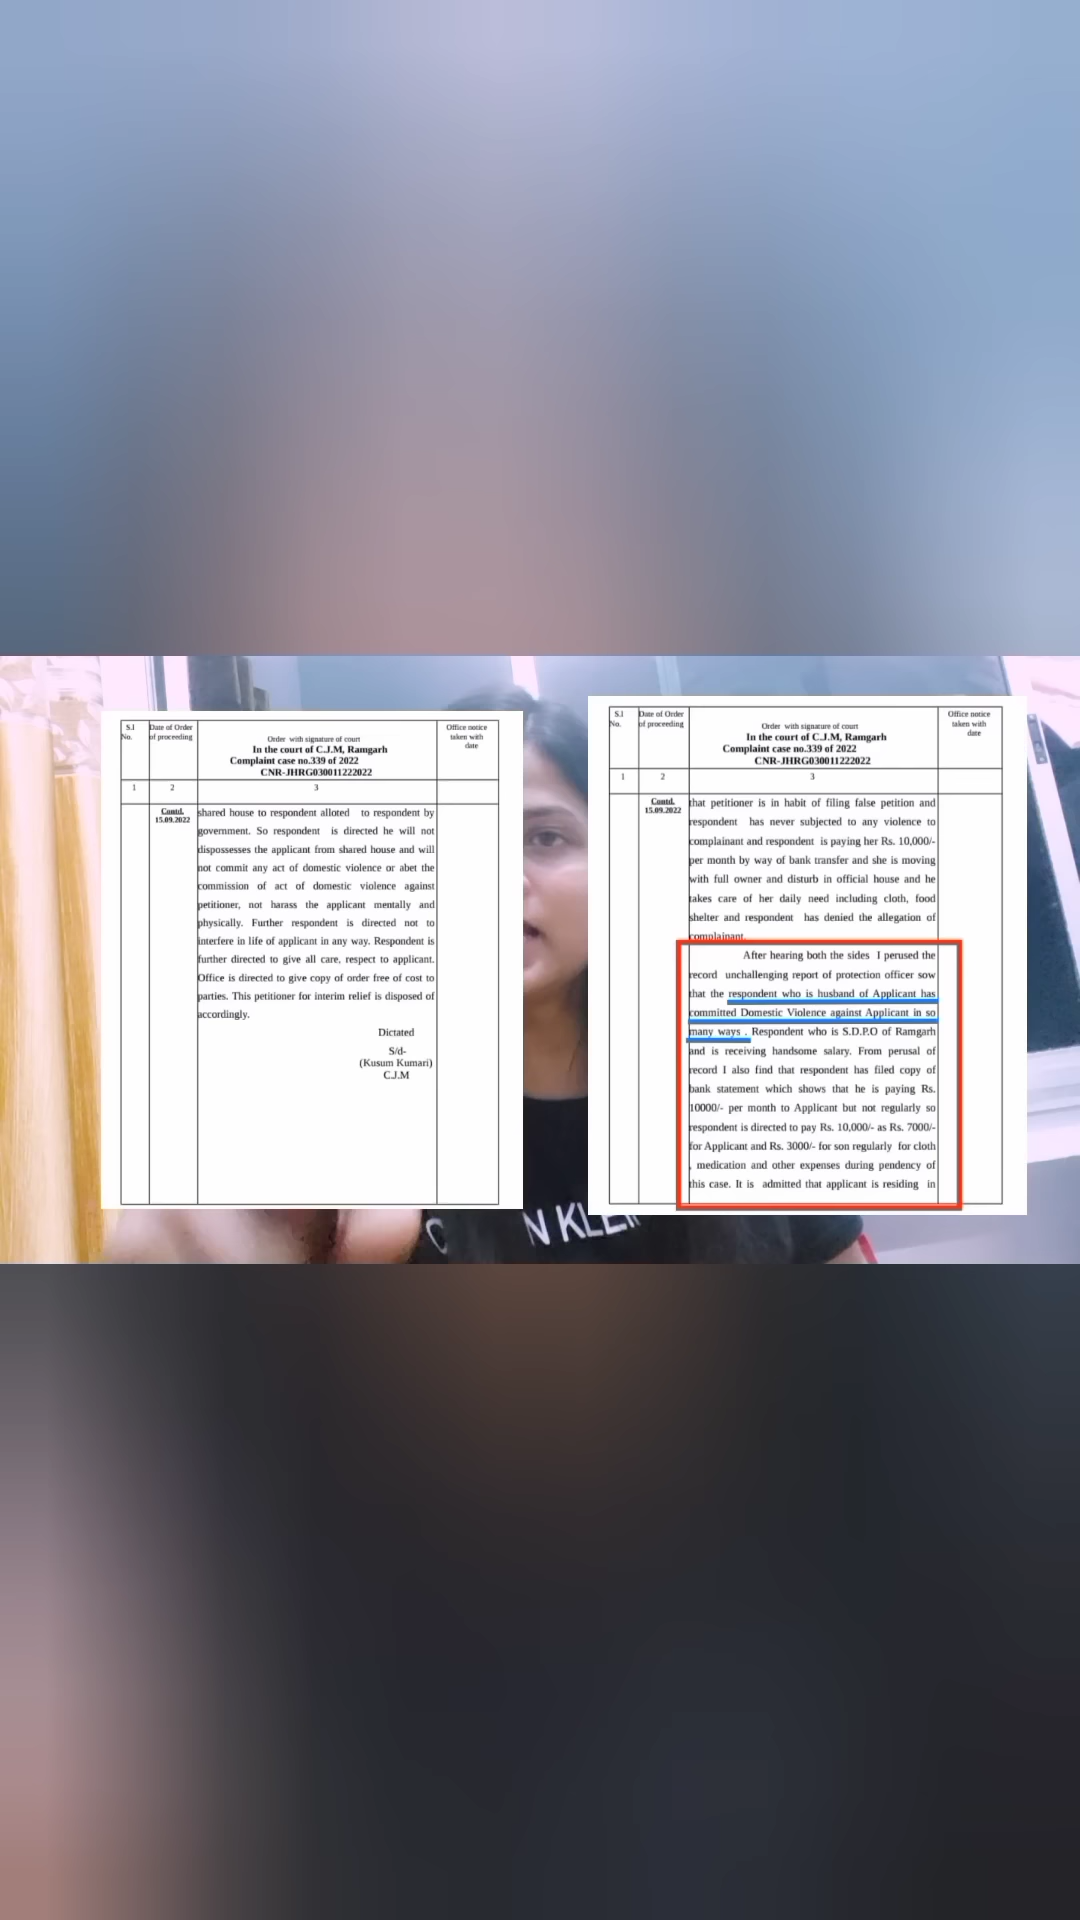 S.l No.
Date of Order of proceeding
Order with signature of court
In the court of C.J.M, Ramgarh
Complaint case no.339 of 2022
CNR-JHRG030011222022
Office notice taken with date
1
2
3
Contd. 15.09.2022
shared house to respondent alloted to respondent by
government. So respondent is directed he will not
dispossesses the applicant from shared house and will
not commit any act of domestic violence or abet the
commission of act of domestic violence against
petitioner, not harass the applicant mentally and
physically. Further respondent is directed not to
interfere in life of applicant in any way. Respondent is
further directed to give all care, respect to applicant.
Office is directed to give copy of order free of cost to
parties. This petitioner for interim relief is disposed of
accordingly.
Dictated
S/d-
(Kusum Kumari)
C.J.M
S.l No.
Date of Order of proceeding
Order with signature of court
In the court of C.J.M, Ramgarh
Complaint case no.339 of 2022
CNR-JHRG030011222022
Office notice taken with date
1
2
3
Contd. 15.09.2022
that petitioner is in habit of filing false petition and
respondent has never subjected to any violence to
complainant and respondent is paying her Rs. 10,000/-
per month by way of bank transfer and she is moving
with full owner and disturb in official house and he
takes care of her daily need including cloth, food
shelter and respondent has denied the allegation of
complainant.
After hearing both the sides I perused the
record unchallenging report of protection officer sow
that the respondent who is husband of Applicant has
committed Domestic Violence against Applicant in so
many ways . Respondent who is S.D.P.O of Ramgarh
and is receiving handsome salary. From perusal of
record I also find that respondent has filed copy of
bank statement which shows that he is paying Rs.
10000/- per month to Applicant but not regularly so
respondent is directed to pay Rs. 10,000/- as Rs. 7000/-
for Applicant and Rs. 3000/- for son regularly for cloth
, medication and other expenses during pendency of
this case. It is admitted that applicant is residing in
C N KLEI